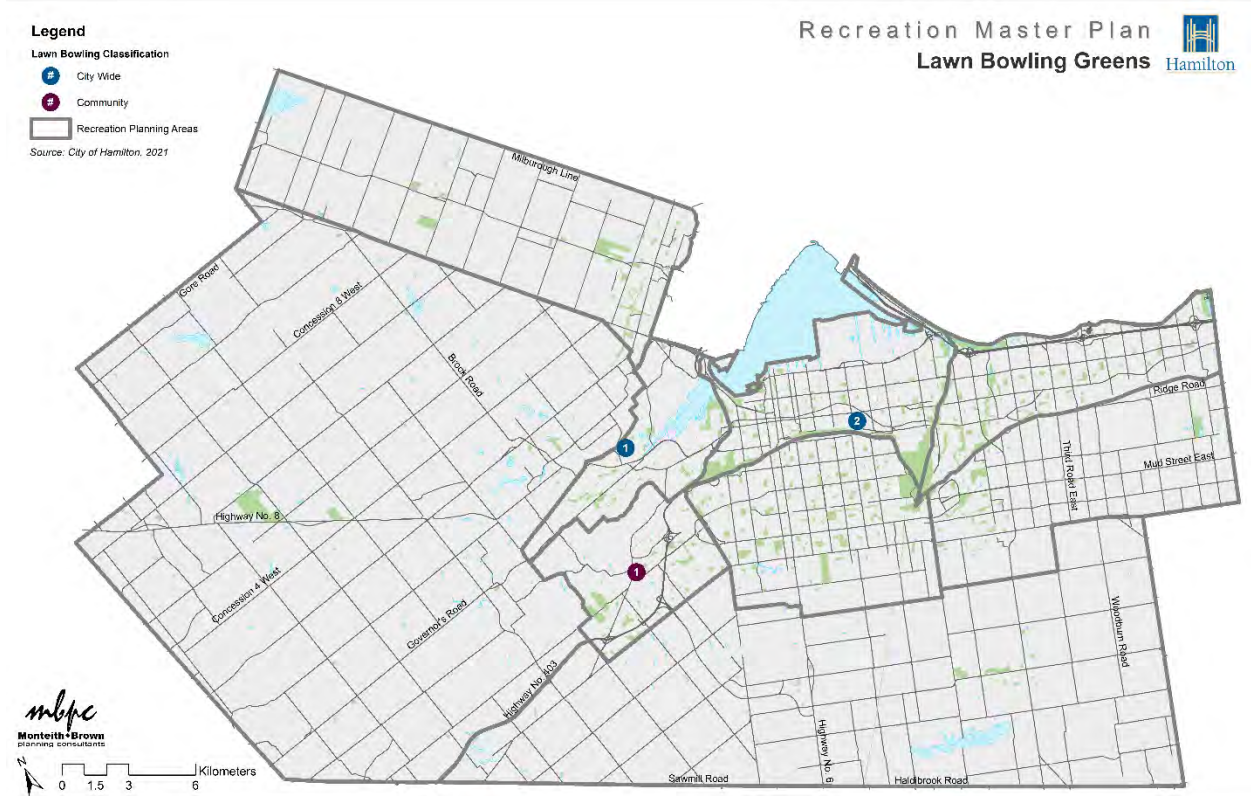 Legend
Lawn Bowling Classification
# City Wide
# Community
Recreation Planning Areas
Source: City of Hamilton, 2021
Recreation Master Plan
Lawn Bowling Greens
Hamilton
Milburough Line
Gore Road
Concession 8 West
Brock Road
Ridge Road
2
1
Third Road East
Mud Street East
Highway No. 8
1
Concession 4 West
Governor's Road
Woodburn Road
Highway No. 403
Highway No. 6
mbpc
Monteith+Brown
planning consultants
N
Kilometers
0 1.5 3 6
Sawmill Road
Haldibrook Road